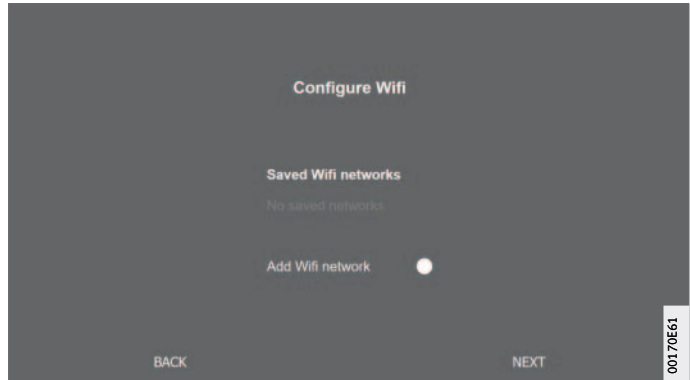 Configure Wifi
Saved Wifi networks
No saved networks
Add Wifi network
BACK
NEXT
00170E61